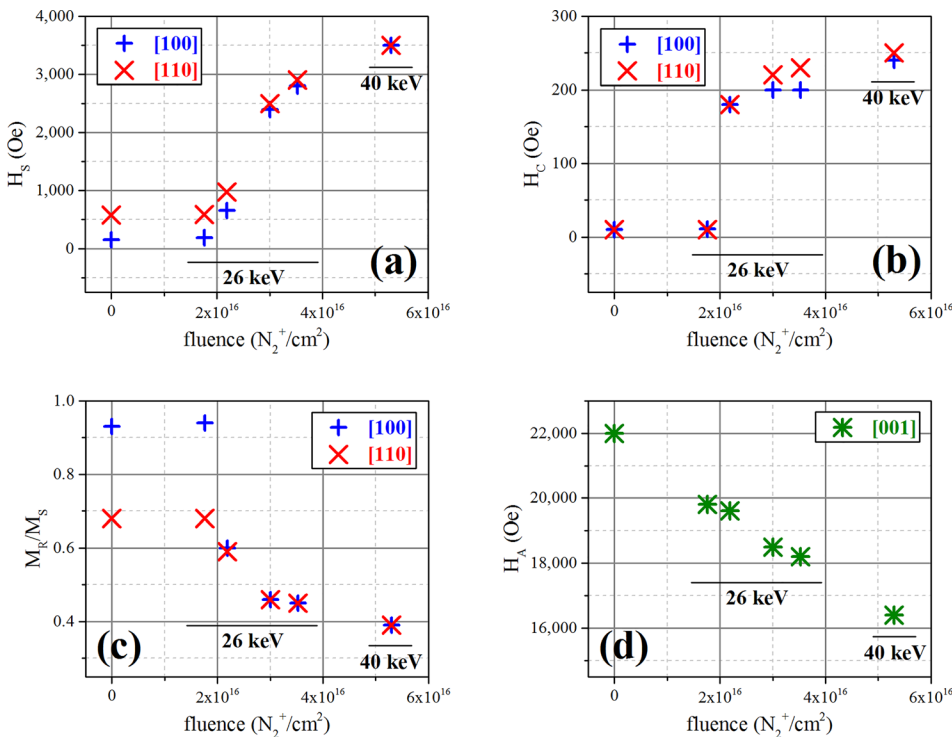 4,000
3,000
2,000
1,000
0
H_S (Oe)
[100]
[110]
40 keV
26 keV
(a)
0
2x10^16
4x10^16
6x10^16
fluence (N_2^+/cm^2)
300
200
100
0
H_C (Oe)
[100]
[110]
40 keV
26 keV
(b)
0
2x10^16
4x10^16
6x10^16
fluence (N_2^+/cm^2)
1.0
0.8
0.6
0.4
M_R/M_S
[100]
[110]
26 keV
40 keV
(c)
0
2x10^16
4x10^16
6x10^16
fluence (N_2^+/cm^2)
22,000
20,000
18,000
16,000
H_A (Oe)
[001]
26 keV
40 keV
(d)
0
2x10^16
4x10^16
6x10^16
fluence (N_2^+/cm^2)